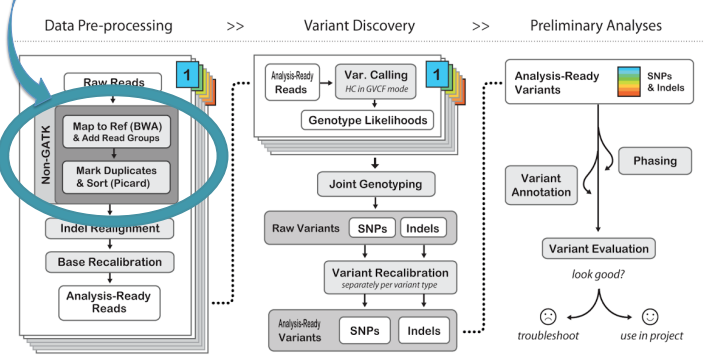 Data Pre-processing >> Variant Discovery >> Preliminary Analyses
1
Raw Reads
Non-GATK
Map to Ref (BWA)
& Add Read Groups
Mark Duplicates
& Sort (Picard)
Indel Realignment
Base Recalibration
Analysis-Ready
Reads
1
Analysis-Ready
Reads
Var. Calling
HC in GVCF mode
Genotype Likelihoods
Joint Genotyping
Raw Variants SNPs Indels
Variant Recalibration
separately per variant type
Analysis-Ready
Variants
SNPs Indels
Analysis-Ready
Variants
SNPs
& Indels
Phasing
Variant
Annotation
Variant Evaluation
look good?
troubleshoot use in project